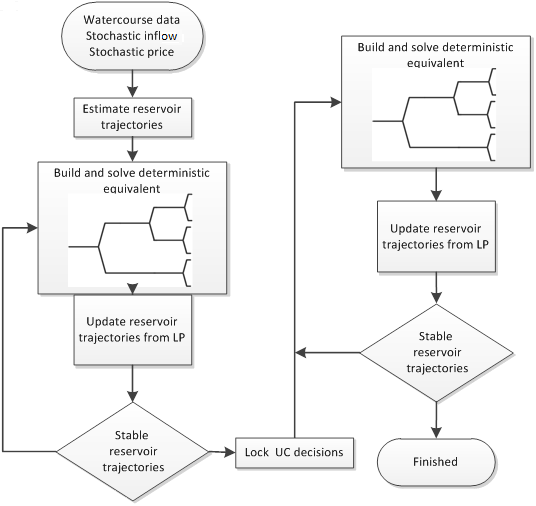 Watercourse data
Stochastic inflow
Stochastic price
Estimate reservoir
trajectories
Build and solve deterministic
equivalent
Update reservoir
trajectories from LP
Stable
reservoir
trajectories
Lock UC decisions
Build and solve deterministic
equivalent
Update reservoir
trajectories from LP
Stable
reservoir
trajectories
Finished